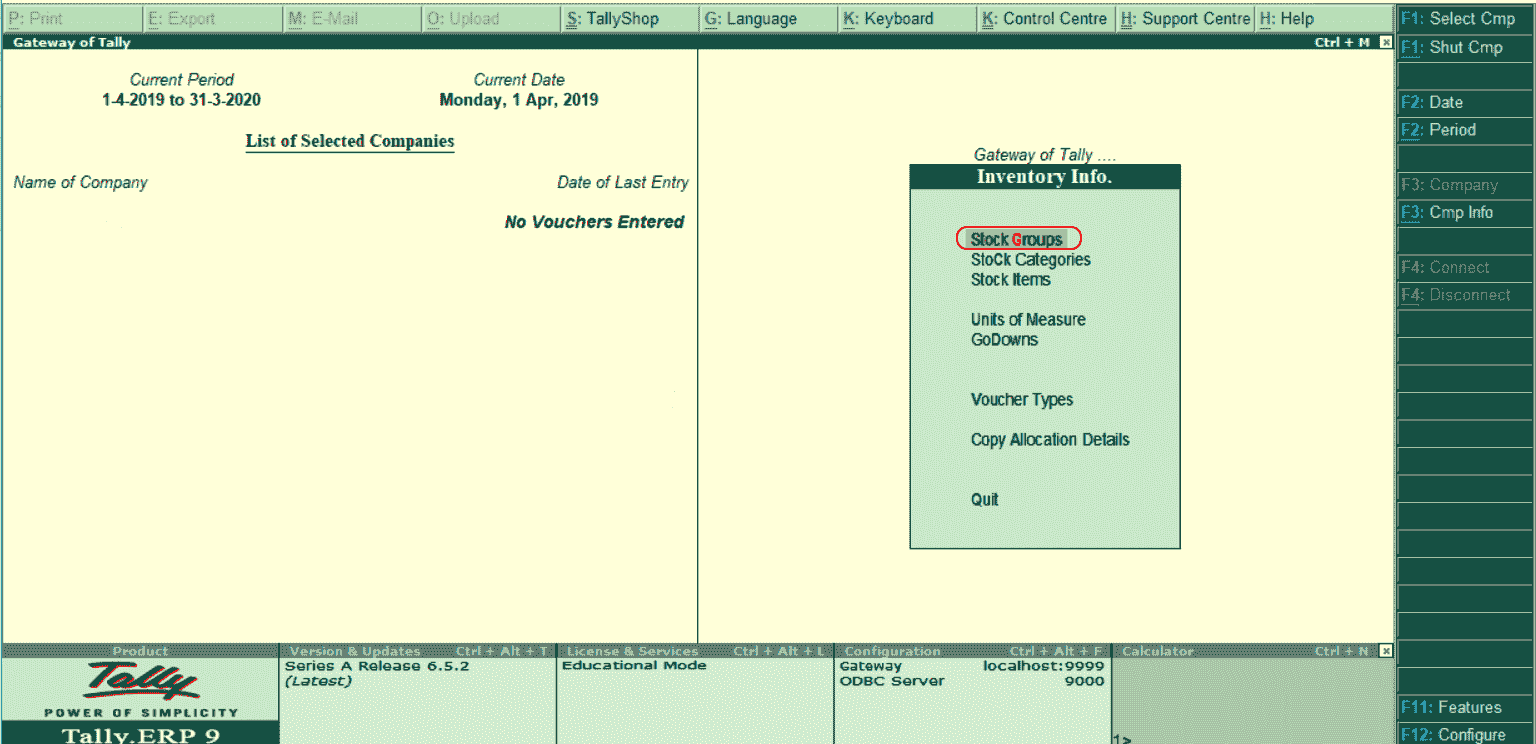 P: Print E: Export M: E-Mail O: Upload S: TallyShop G: Language K: Keyboard K: Control Centre H: Support Centre H: Help
F1: Select Cmp
Gateway of Tally Ctrl + M x
F1: Shut Cmp
Current Period Current Date
1-4-2019 to 31-3-2020 Monday, 1 Apr, 2019
List of Selected Companies
Name of Company Date of Last Entry
No Vouchers Entered
Gateway of Tally ....
Inventory Info.
Stock Groups
StoCk Categories
Stock Items
Units of Measure
GoDowns
Voucher Types
Copy Allocation Details
Quit
F2: Date
F2: Period
F3: Company
F3: Cmp Info
F4: Connect
F4: Disconnect
F11: Features
F12: Configure
Product
Tally
POWER OF SIMPLICITY
Tally.ERP 9
Version & Updates Ctrl + Alt + T
Series A Release 6.5.2
(Latest)
License & Services Ctrl + Alt + L
Educational Mode
Configuration Ctrl + Alt + F
Gateway localhost:9999
ODBC Server 9000
Calculator Ctrl + N x
1>